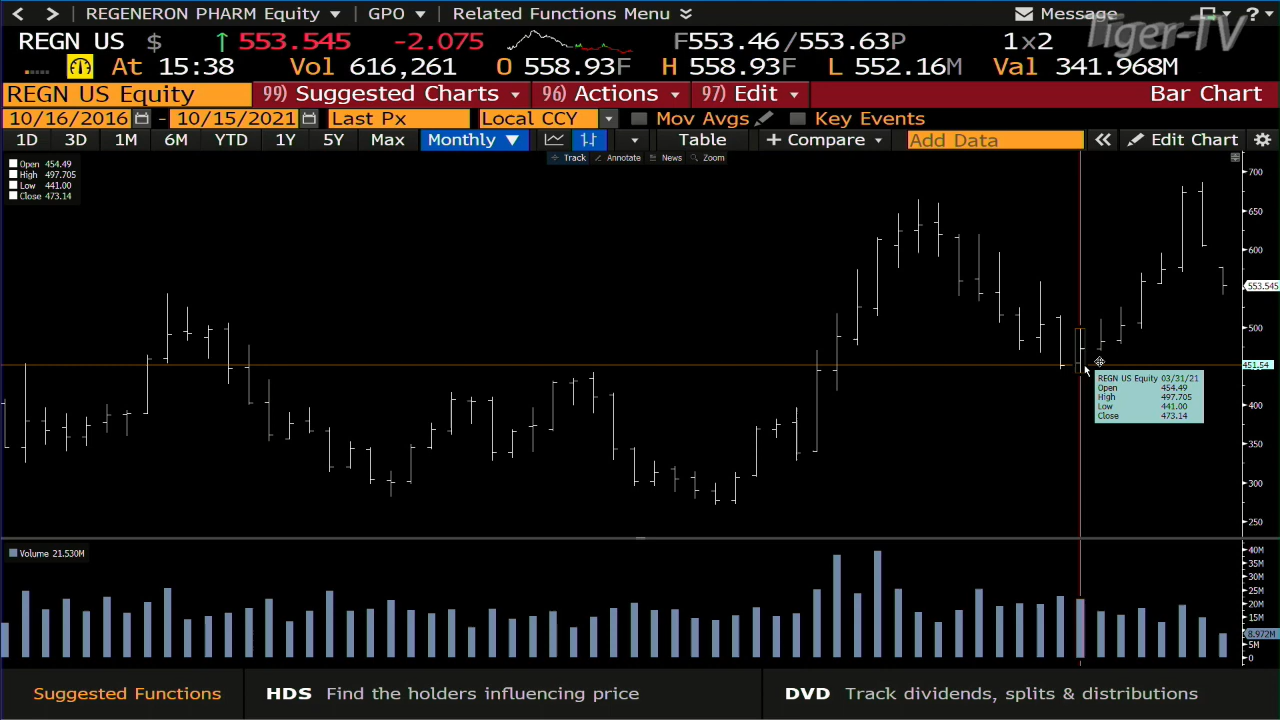 REGENERON PHARM Equity GPO Related Functions Menu Message ?
Tiger-TV
REGN US $ ↑ 553.545 -2.075 F553.46/553.63P 1x2
At 15:38 Vol 616,261 O 558.93F H 558.93F L 552.16M Val 341.968M
REGN US Equity 99) Suggested Charts 96) Actions 97) Edit Bar Chart
10/16/2016 - 10/15/2021 Last Px Local CCY Mov Avgs Key Events
1D 3D 1M 6M YTD 1Y 5Y Max Monthly ▼ Table + Compare Add Data « Edit Chart
Track Annotate News Zoom
Open 454.49
High 497.705
Low 441.00
Close 473.14
700
650
600
553.545
500
451.54
400
350
300
250
REGN US Equity 03/31/21
Open 454.49
High 497.705
Low 441.00
Close 473.14
Volume 21.530M
40M
35M
30M
25M
20M
15M
8.972M
5M
0
Suggested Functions HDS Find the holders influencing price DVD Track dividends, splits & distributions